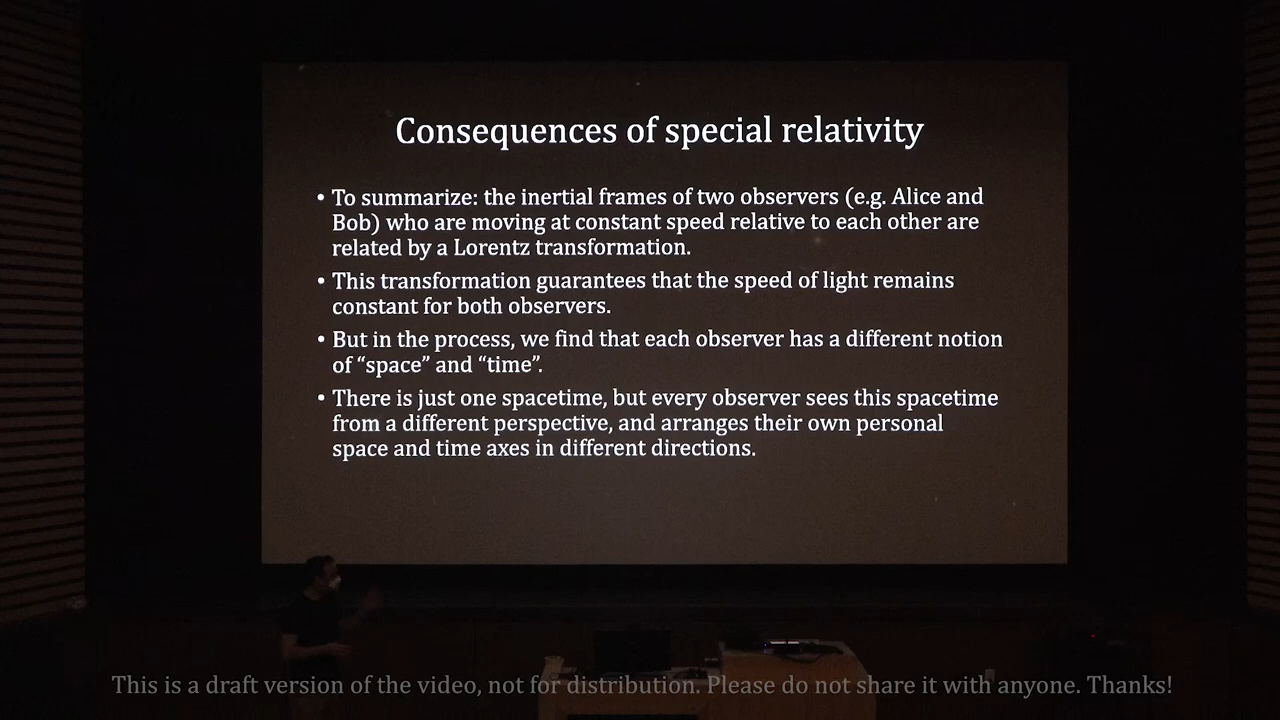 Consequences of special relativity
• To summarize: the inertial frames of two observers (e.g. Alice and
Bob) who are moving at constant speed relative to each other are
related by a Lorentz transformation.
• This transformation guarantees that the speed of light remains
constant for both observers.
• But in the process, we find that each observer has a different notion
of “space” and “time”.
• There is just one spacetime, but every observer sees this spacetime
from a different perspective, and arranges their own personal
space and time axes in different directions.
This is a draft version of the video, not for distribution. Please do not share it with anyone. Thanks!